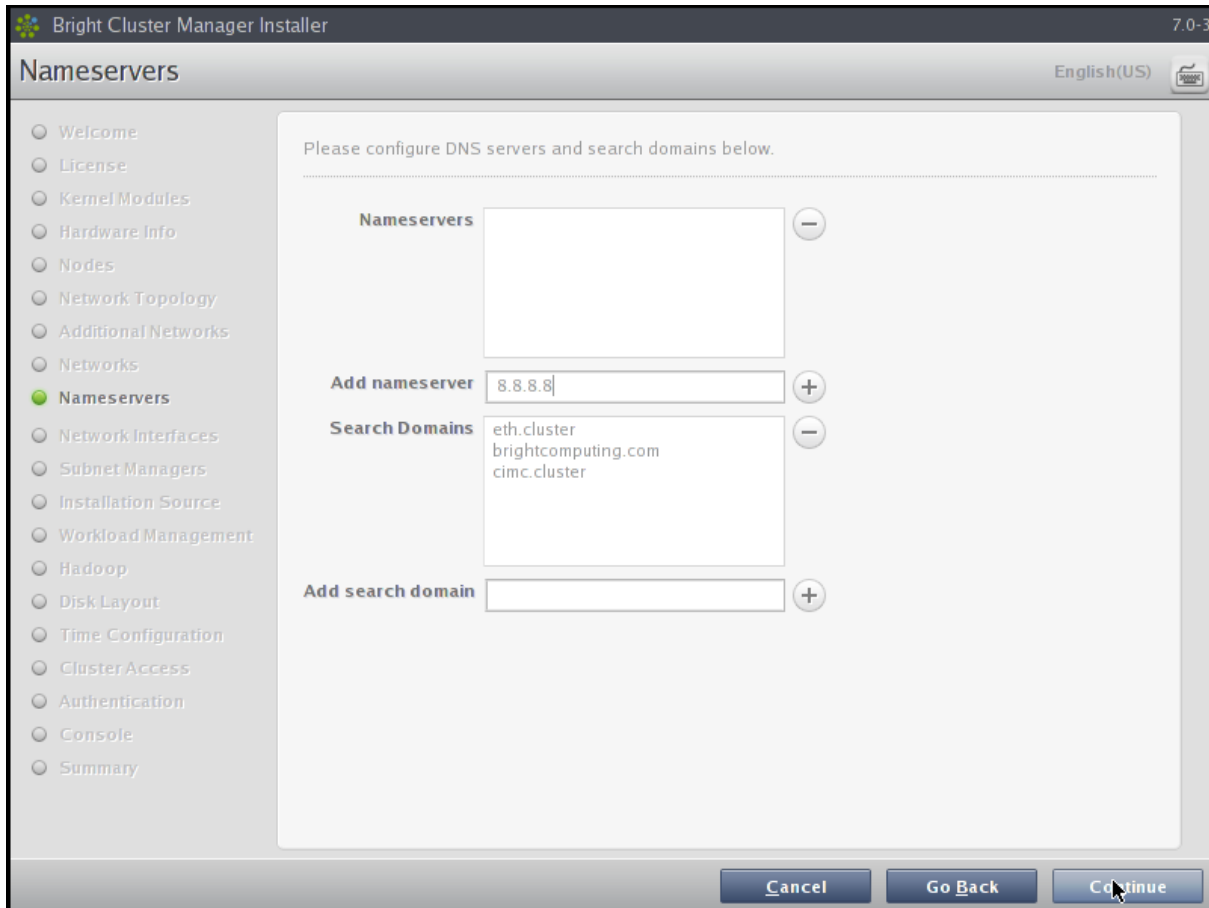 Bright Cluster Manager Installer
7.0-3
Nameservers
English(US)
Welcome
License
Kernel Modules
Hardware Info
Nodes
Network Topology
Additional Networks
Networks
Nameservers
Network Interfaces
Subnet Managers
Installation Source
Workload Management
Hadoop
Disk Layout
Time Configuration
Cluster Access
Authentication
Console
Summary
Please configure DNS servers and search domains below.
Nameservers
Add nameserver
8.8.8.8
Search Domains
eth.cluster
brightcomputing.com
cimc.cluster
Add search domain
Cancel
Go Back
Continue